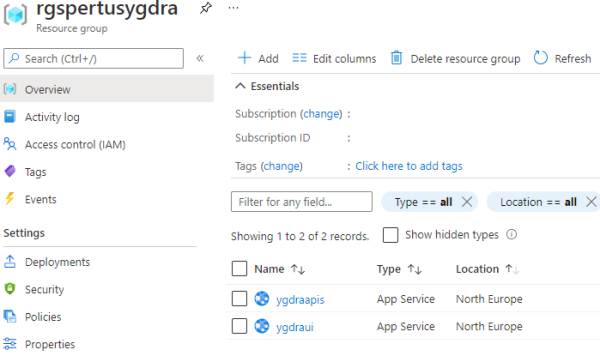 rgspertusygdra
Resource group
...
Search (Ctrl+/)
«
Overview
Activity log
Access control (IAM)
Tags
Events
Settings
Deployments
Security
Policies
Properties
+ Add
Edit columns
Delete resource group
Refresh
Essentials
Subscription (change) :
Subscription ID :
Tags (change) : Click here to add tags
Filter for any field...
Type == all
Location == all
Showing 1 to 2 of 2 records.
Show hidden types
Name ↑↓ Type ↑↓ Location ↑↓
ygdraapis App Service North Europe
ygdraui App Service North Europe